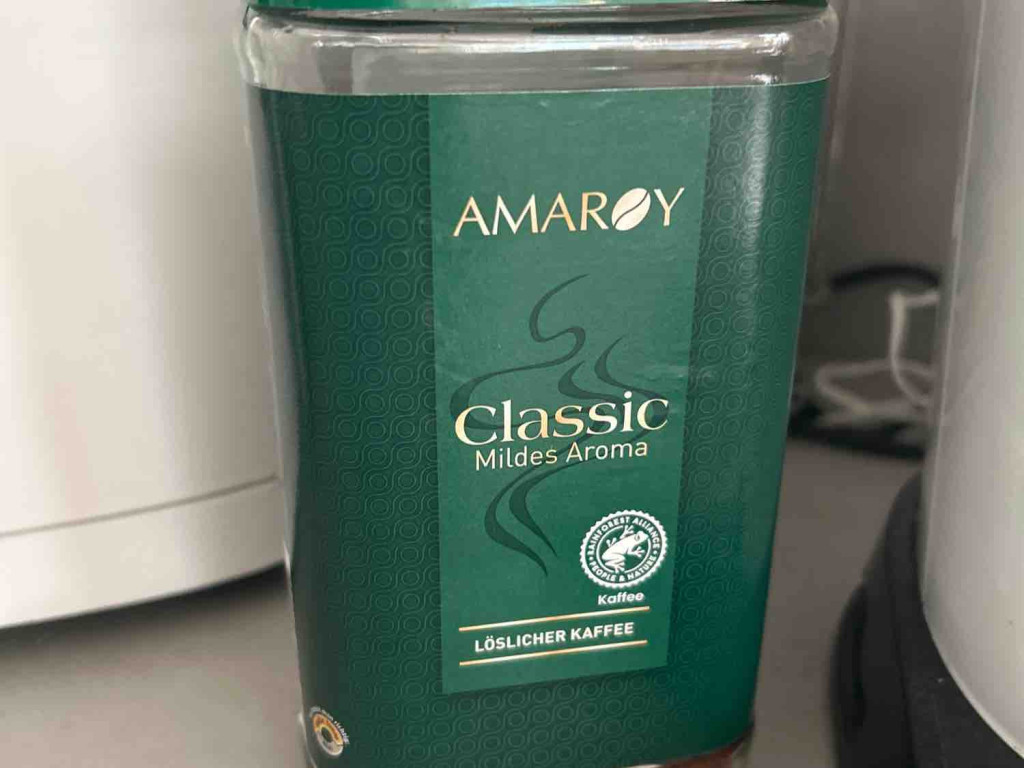 AMAROY
Classic
Mildes Aroma
RAINFOREST ALLIANCE
PEOPLE & NATURE
Kaffee
LÖSLICHER KAFFEE